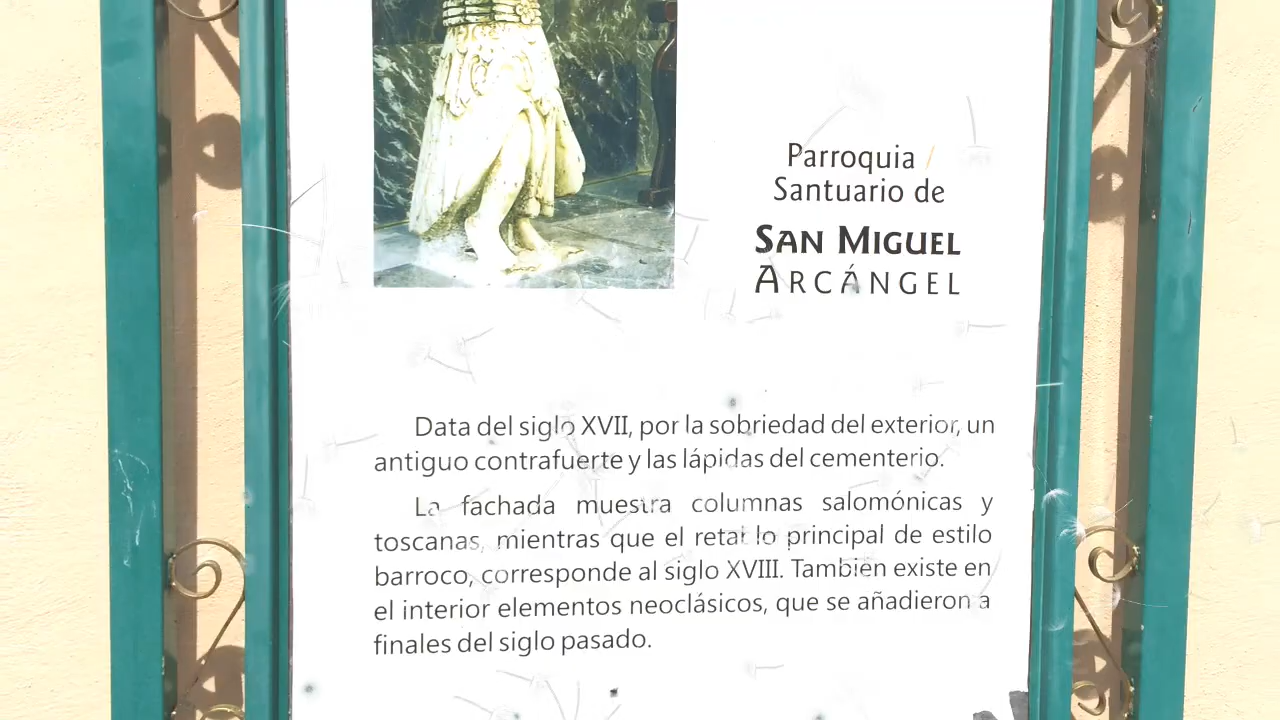 Parroquia /
Santuario de
SAN MIGUEL
ARCÁNGEL
Data del siglo XVII, por la sobriedad del exterior, un
antiguo contrafuerte y las lápidas del cementerio.
La fachada muestra columnas salomónicas y
toscanas, mientras que el retablo principal de estilo
barroco, corresponde al siglo XVIII. También existe en
el interior elementos neoclásicos, que se añadieron a
finales del siglo pasado.